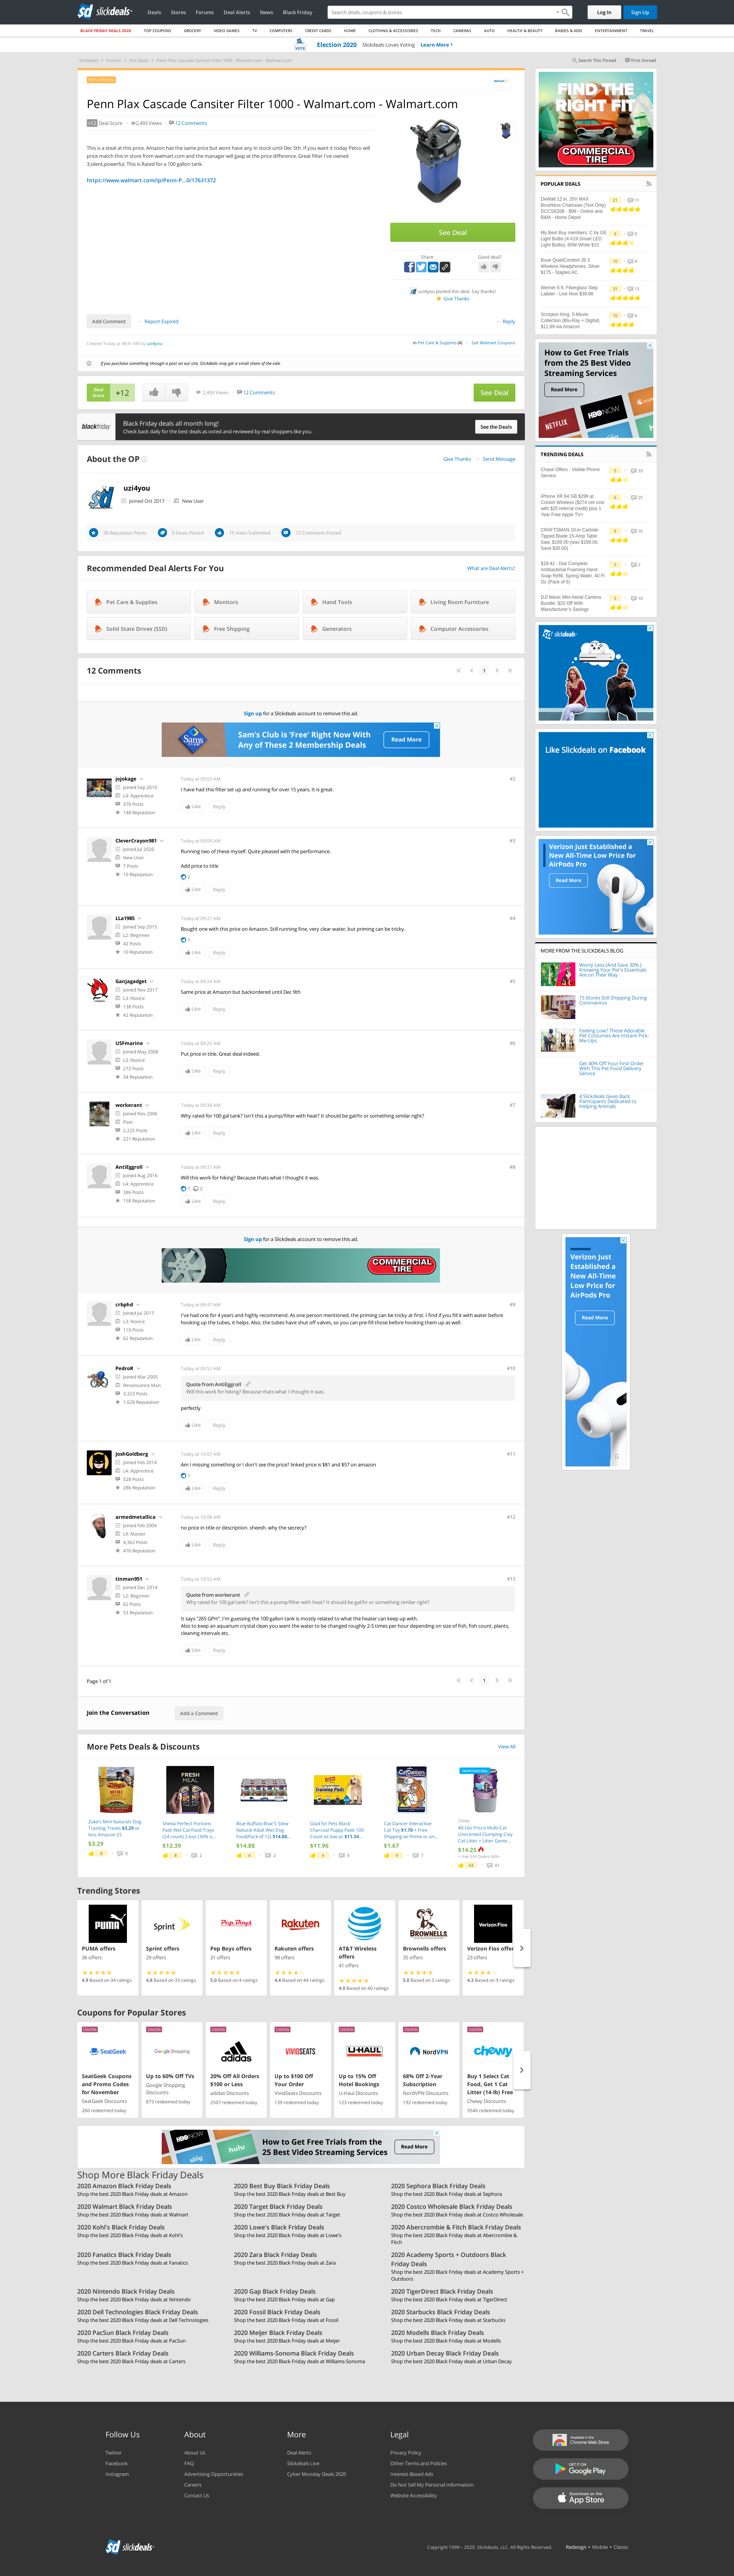 slickdeals
Deals Stores Forums Deal Alerts News Black Friday
Search deals, coupons & stores
Log In Sign Up
BLACK FRIDAY DEALS 2020 TOP COUPONS GROCERY VIDEO GAMES TV COMPUTERS CREDIT CARDS HOME CLOTHING & ACCESSORIES TECH CAMERAS AUTO HEALTH & BEAUTY BABIES & KIDS ENTERTAINMENT TRAVEL
VOTE Election 2020 Slickdeals Loves Voting Learn More
Slickdeals Forums Hot Deals Penn Plax Cascade Cansiter Filter 1000 - Walmart.com - Walmart.com
Search This Thread First Unread
Penn Plax Cascade Cansiter Filter 1000 - Walmart.com - Walmart.com
+12 Deal Score 2,493 Views 12 Comments
This is a steal at this price. Amazon has the same price but wont have any in stock until Dec 5th. If you want it today Petco will
price match this in store from walmart.com and the manager will gap at the price difference. Great filter I've owned
3,silent,powerful. This is Rated for a 100 gallon tank.
https://www.walmart.com/ip/Penn-P...0/17631372
See Deal
Share Good deal?
uzi4you posted this deal. Say thanks!
Give Thanks
Add Comment Report Expired Reply
Created Today at 08:31 AM by uzi4you
in Pet Care & Supplies (4) Get Walmart Coupons
If you purchase something through a post on our site, Slickdeals may get a small share of the sale.
Deal Score +12 2,493 Views 12 Comments See Deal
blackfriday
Black Friday deals all month long!
Check back daily for the best deals as voted and reviewed by real shoppers like you.
See the Deals
About the OP
Give Thanks Send Message
uzi4you
Joined Oct 2017 New User
26 Reputation Points 0 Deals Posted 15 Votes Submitted 12 Comments Posted
Recommended Deal Alerts For You
What are Deal Alerts?
Pet Care & Supplies Monitors Hand Tools Living Room Furniture
Solid State Drives (SSD) Free Shipping Generators Computer Accessories
12 Comments
1
Sign up for a Slickdeals account to remove this ad.
Sam's Club
Sam's Club is 'Free' Right Now With
Any of These 2 Membership Deals
Read More
jojokage
Joined Sep 2010
L4: Apprentice
370 Posts
148 Reputation
Today at 09:03 AM #2
I have had this filter set up and running for over 15 years. It is great.
Like Reply
CleverCrayon981
Joined Jul 2020
New User
7 Posts
10 Reputation
Today at 09:09 AM #3
Running two of these myself. Quite pleased with the performance.
Add price to title
2
Like Reply
LLa1985
Joined Sep 2015
L2: Beginner
42 Posts
10 Reputation
Today at 09:21 AM #4
Bought one with this price on Amazon. Still running fine, very clear water, but priming can be tricky.
1
Like Reply
Ganjagadget
Joined Nov 2017
L3: Novice
138 Posts
42 Reputation
Today at 09:24 AM #5
Same price at Amazon but backordered until Dec 9th
Like Reply
USFmarine
Joined May 2008
L3: Novice
272 Posts
34 Reputation
Today at 09:25 AM #6
Put price in title. Great deal indeed.
Like Reply
workerant
Joined Nov 2006
Poor
2,225 Posts
221 Reputation
Today at 09:35 AM #7
Why rated for 100 gal tank? Isn't this a pump/filter with heat? It should be gal/hr or something similar right?
Like Reply
AntiEggroll
Joined Aug 2016
L4: Apprentice
386 Posts
158 Reputation
Today at 09:37 AM #8
Will this work for hiking? Because thats what I thought it was.
1 2
Like Reply
Sign up for a Slickdeals account to remove this ad.
COMMERCIAL TIRE
crbphd
Joined Jul 2017
L3: Novice
110 Posts
62 Reputation
Today at 09:47 AM #9
I've had one for 4 years and highly recommend. As one person mentioned, the priming can be tricky at first. I find if you fill it with water before
hooking up the tubes, it helps. Also, the tubes have shut off valves, so you can pre-fill those before hooking them up as well.
Like Reply
PedroR
Joined Mar 2005
Renaissance Man
3,323 Posts
1,628 Reputation
Today at 09:52 AM #10
Quote from AntiEggroll
Will this work for hiking? Because thats what I thought it was.
perfectly
Like Reply
JoshGoldberg
Joined Feb 2014
L4: Apprentice
528 Posts
286 Reputation
Today at 10:07 AM #11
Am I missing something or I don't see the price? linked price is $81 and $57 on amazon
1
Like Reply
armedmetallica
Joined Feb 2004
L9: Master
4,362 Posts
476 Reputation
Today at 10:08 AM #12
no price in title or description. sheesh. why the secrecy?
Like Reply
tinman951
Joined Dec 2014
L2: Beginner
62 Posts
53 Reputation
Today at 10:53 AM #13
Quote from workerant
Why rated for 100 gal tank? Isn't this a pump/filter with heat? It should be gal/hr or something similar right?
It says "265 GPH". I'm guessing the 100 gallon tank is mostly related to what the heater can keep up with.
Also to keep an aquarium crystal clean you want the water to be changed roughly 2-5 times per hour depending on size of fish, fish count, plants,
cleaning intervals etc.
Like Reply
Page 1 of 1
1
Join the Conversation Add a Comment
More Pets Deals & Discounts View All
Zuke's Mini Naturals Dog
Training Treats $3.29 or
less Amazon SS
$3.29
Sheba Perfect Portions
Paté Wet Cat Food Trays
(24 count) 2.6oz (30% o...
$12.39
Blue Buffalo Blue'S Stew
Natural Adult Wet Dog
Food(Pack of 12) $14.88...
$14.88
Glad for Pets Black
Charcoal Puppy Pads 100
Count as low as $11.34...
$11.96
Cat Dancer Interactive
Cat Toy $1.70 + Free
Shipping w/ Prime or on...
$1.67
Chewy
40-Lbs Frisco Multi-Cat
Unscented Clumping Clay
Cat Litter + Litter Genie...
$14.25
Trending Stores
PUMA offers
36 offers
4.9 Based on 34 ratings
Sprint offers
29 offers
4.8 Based on 33 ratings
Pep Boys offers
31 offers
5.0 Based on 4 ratings
Rakuten offers
98 offers
4.4 Based on 44 ratings
AT&T Wireless
offers
41 offers
4.9 Based on 40 ratings
Brownells offers
35 offers
5.0 Based on 3 ratings
Verizon Fios offers
23 offers
4.3 Based on 9 ratings
Coupons for Popular Stores
SeatGeek Coupons
and Promo Codes
for November
SeatGeek Discounts
260 redeemed today
Up to 60% Off TVs
Google Shopping
Discounts
873 redeemed today
20% Off All Orders
$100 or Less
adidas Discounts
2507 redeemed today
Up to $100 Off
Your Order
VividSeats Discounts
139 redeemed today
Up to 15% Off
Hotel Bookings
U-Haul Discounts
123 redeemed today
68% Off 2-Year
Subscription
NordVPN Discounts
192 redeemed today
Buy 1 Select Cat
Food, Get 1 Cat
Litter (14-lb) Free
Chewy Discounts
3546 redeemed today
How to Get Free Trials from the
25 Best Video Streaming Services
Read More
Shop More Black Friday Deals
2020 Amazon Black Friday Deals
Shop the best 2020 Black Friday deals at Amazon
2020 Best Buy Black Friday Deals
Shop the best 2020 Black Friday deals at Best Buy
2020 Sephora Black Friday Deals
Shop the best 2020 Black Friday deals at Sephora
2020 Walmart Black Friday Deals
Shop the best 2020 Black Friday deals at Walmart
2020 Target Black Friday Deals
Shop the best 2020 Black Friday deals at Target
2020 Costco Wholesale Black Friday Deals
Shop the best 2020 Black Friday deals at Costco Wholesale
2020 Kohl's Black Friday Deals
Shop the best 2020 Black Friday deals at Kohl's
2020 Lowe's Black Friday Deals
Shop the best 2020 Black Friday deals at Lowe's
2020 Abercrombie & Fitch Black Friday Deals
Shop the best 2020 Black Friday deals at Abercrombie &
Fitch
2020 Fanatics Black Friday Deals
Shop the best 2020 Black Friday deals at Fanatics
2020 Zara Black Friday Deals
Shop the best 2020 Black Friday deals at Zara
2020 Academy Sports + Outdoors Black
Friday Deals
Shop the best 2020 Black Friday deals at Academy Sports +
Outdoors
2020 Nintendo Black Friday Deals
Shop the best 2020 Black Friday deals at Nintendo
2020 Gap Black Friday Deals
Shop the best 2020 Black Friday deals at Gap
2020 TigerDirect Black Friday Deals
Shop the best 2020 Black Friday deals at TigerDirect
2020 Dell Technologies Black Friday Deals
Shop the best 2020 Black Friday deals at Dell Technologies
2020 Fossil Black Friday Deals
Shop the best 2020 Black Friday deals at Fossil
2020 Starbucks Black Friday Deals
Shop the best 2020 Black Friday deals at Starbucks
2020 PacSun Black Friday Deals
Shop the best 2020 Black Friday deals at PacSun
2020 Meijer Black Friday Deals
Shop the best 2020 Black Friday deals at Meijer
2020 Modells Black Friday Deals
Shop the best 2020 Black Friday deals at Modells
2020 Carters Black Friday Deals
Shop the best 2020 Black Friday deals at Carters
2020 Williams-Sonoma Black Friday Deals
Shop the best 2020 Black Friday deals at Williams-Sonoma
2020 Urban Decay Black Friday Deals
Shop the best 2020 Black Friday deals at Urban Decay
FIND THE
RIGHT FIT
COMMERCIAL TIRE
POPULAR DEALS
DeWalt 12 in. 20V MAX
Brushless Chainsaw (Tool Only)
DCCS620B - $99 - Online and
B&M - Home Depot
My Best Buy members: C by GE
Light Bulbs (4 A19 Smart LED
Light Bulbs), 60W White $15
Bose QuietComfort 35 II
Wireless Headphones, Silver
$175 - Staples AC
Werner 6 ft. Fiberglass Step
Ladder - Live Now $39.88
Scorpion King: 5-Movie
Collection (Blu-Ray + Digital)
$11.99 via Amazon
How to Get Free Trials
from the 25 Best Video
Streaming Services
Read More
NETFLIX HBO NOW
TRENDING DEALS
Chase Offers - Visible Phone
Service
iPhone XR 64 GB $299 at
Cricket Wireless ($274 net cost
with $25 referral credit) plus 1
Year Free Apple TV+
CRAFTSMAN 10-in Carbide-
Tipped Blade 15-Amp Table
Saw, $169.00 (was $199.00.
Save $30.00)
$18.42 - Dial Complete
Antibacterial Foaming Hand
Soap Refill, Spring Water, 40 Fl
Oz (Pack of 6)
DJI Mavic Mini Aerial Camera
Bundle: $20 Off With
Manufacturer's Savings
slickdeals
Like Slickdeals on Facebook
Verizon Just Established a
New All-Time Low Price for
AirPods Pro
Read More
MORE FROM THE SLICKDEALS BLOG
Worry Less (And Save 30%)
Knowing Your Pet's Essentials
Are on Their Way
15 Stores Still Shipping During
Coronavirus
Feeling Low? These Adorable
Pet Costumes Are Instant Pick-
Me-Ups
Get 40% Off Your First Order
With This Pet Food Delivery
Service
4 Slickdeals Gives Back
Participants Dedicated to
Helping Animals
Verizon Just
Established a
New All-Time
Low Price for
AirPods Pro
Read More
Follow Us
Twitter
Facebook
Instagram
About
About Us
FAQ
Advertising Opportunities
Careers
Contact Us
More
Deal Alerts
Slickdeals Live
Cyber Monday Deals 2020
Legal
Privacy Policy
Other Terms and Policies
Interest-Based Ads
Do Not Sell My Personal Information
Website Accessibility
Available in the Chrome Web Store
GET IT ON Google Play
Download on the App Store
slickdeals
Copyright 1999 - 2020. Slickdeals, LLC. All Rights Reserved. Redesign • Mobile • Classic